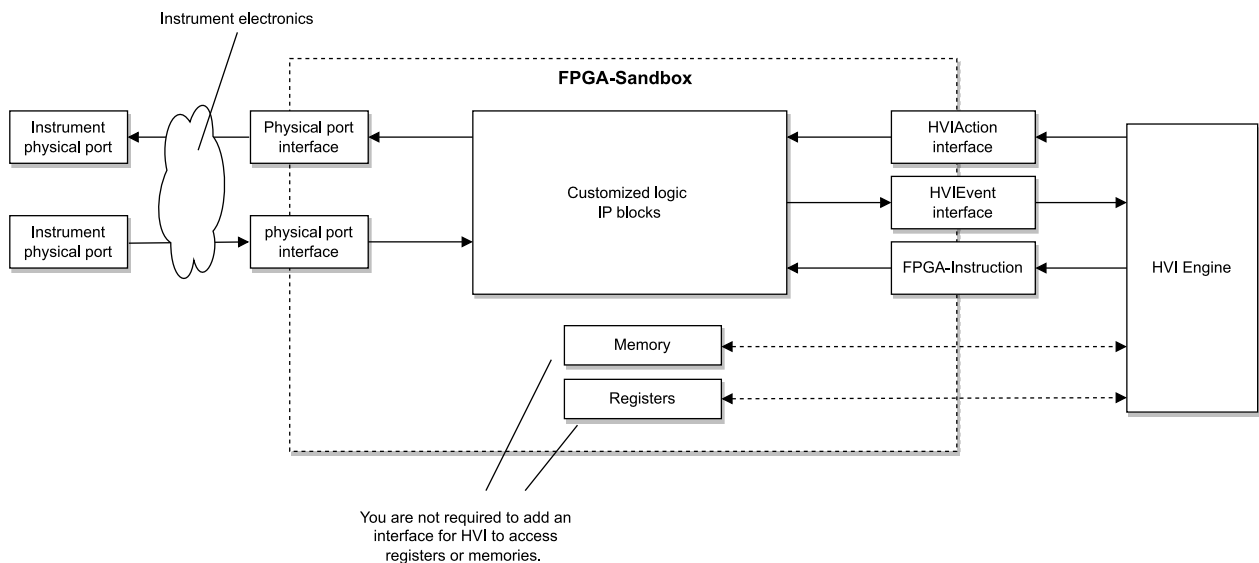 Instrument electronics
FPGA-Sandbox
Instrument
physical port
Physical port
interface
HVIAction
interface
Customized logic
IP blocks
HVIEvent
interface
Instrument
physical port
physical port
interface
FPGA-Instruction
HVI Engine
Memory
Registers
You are not required to add an
interface for HVI to access
registers or memories.